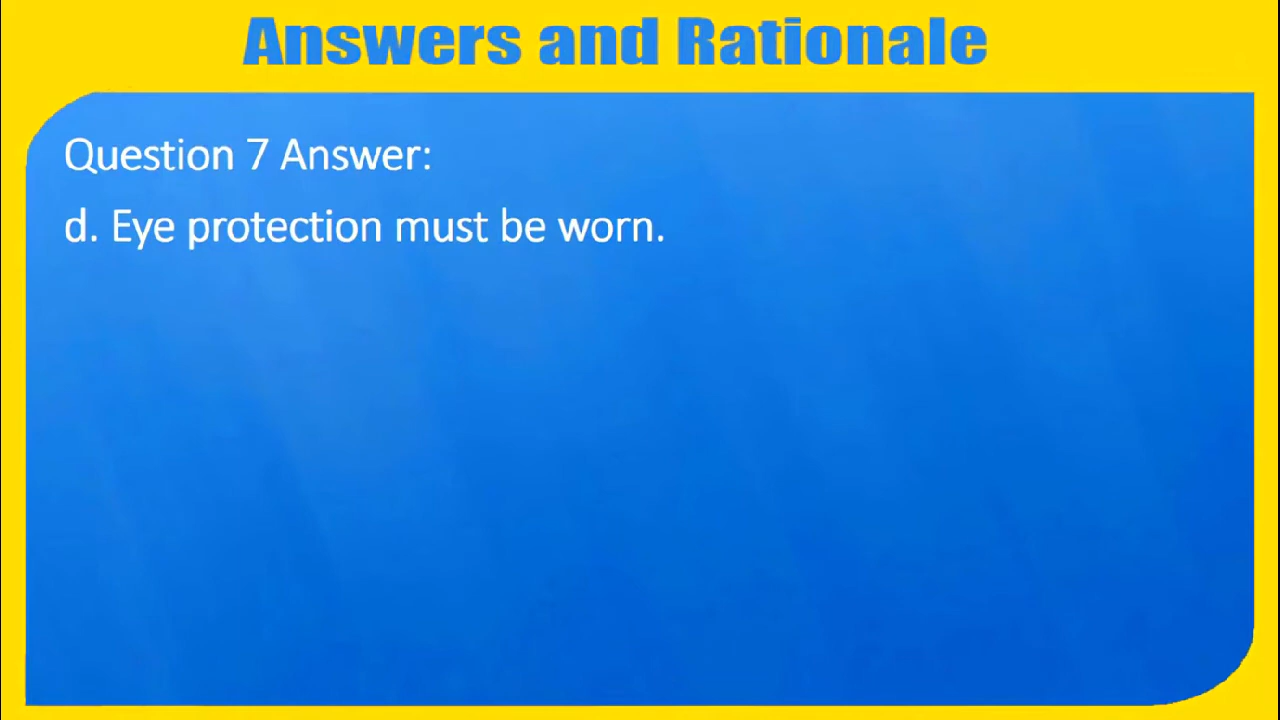 Answers and Rationale
Question 7 Answer:
d. Eye protection must be worn.